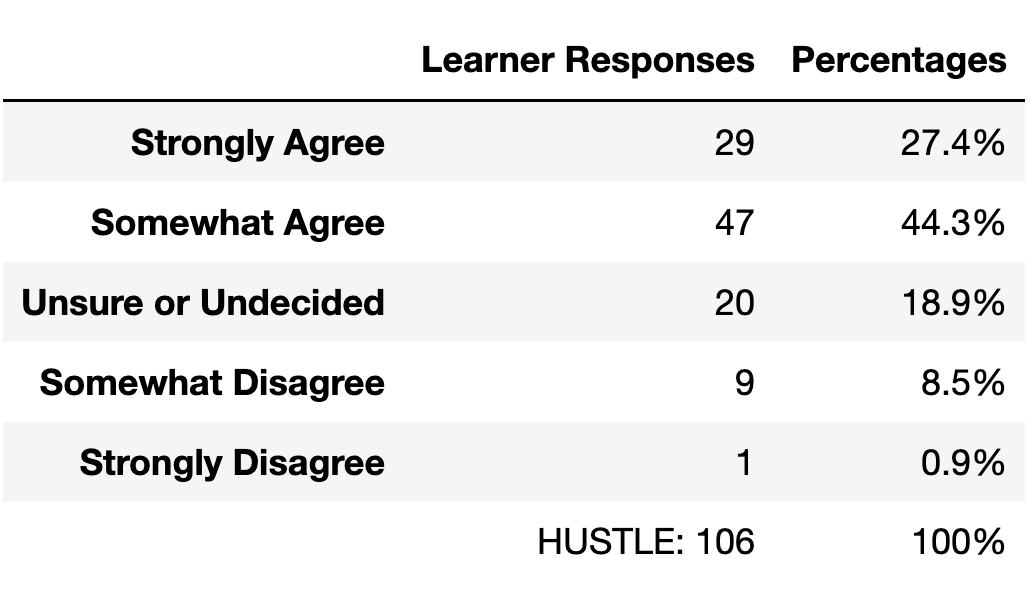 Learner Responses Percentages
Strongly Agree 29 27.4%
Somewhat Agree 47 44.3%
Unsure or Undecided 20 18.9%
Somewhat Disagree 9 8.5%
Strongly Disagree 1 0.9%
HUSTLE: 106 100%